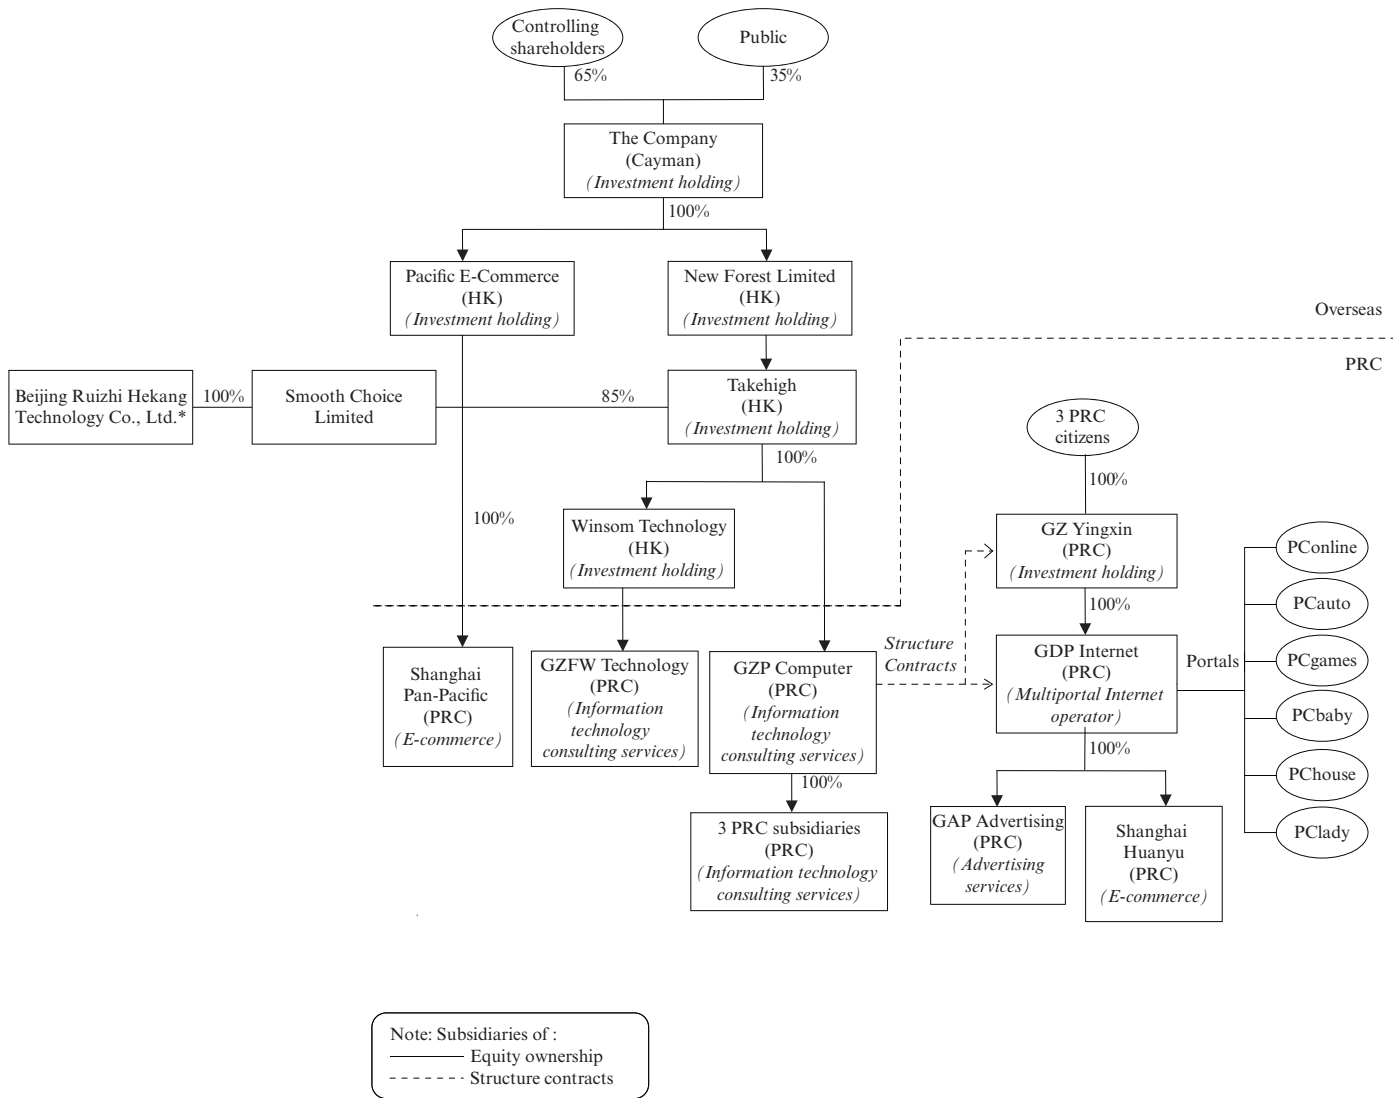 Controlling
shareholders
Public
65%
35%
The Company
(Cayman)
(Investment holding)
100%
Pacific E-Commerce
(HK)
(Investment holding)
New Forest Limited
(HK)
(Investment holding)
Overseas
PRC
Beijing Ruizhi Hekang
Technology Co., Ltd.*
100%
Smooth Choice
Limited
85%
Takehigh
(HK)
(Investment holding)
3 PRC
citizens
100%
100%
100%
Winsom Technology
(HK)
(Investment holding)
GZ Yingxin
(PRC)
(Investment holding)
100%
Structure
Contracts
Shanghai
Pan-Pacific
(PRC)
(E-commerce)
GZFW Technology
(PRC)
(Information
technology
consulting services)
GZP Computer
(PRC)
(Information
technology
consulting services)
GDP Internet
(PRC)
(Multiportal Internet
operator)
Portals
PConline
PCauto
PCgames
PCbaby
PChouse
PClady
100%
100%
3 PRC subsidiaries
(PRC)
(Information technology
consulting services)
GAP Advertising
(PRC)
(Advertising
services)
Shanghai
Huanyu
(PRC)
(E-commerce)
Note: Subsidiaries of :
Equity ownership
Structure contracts